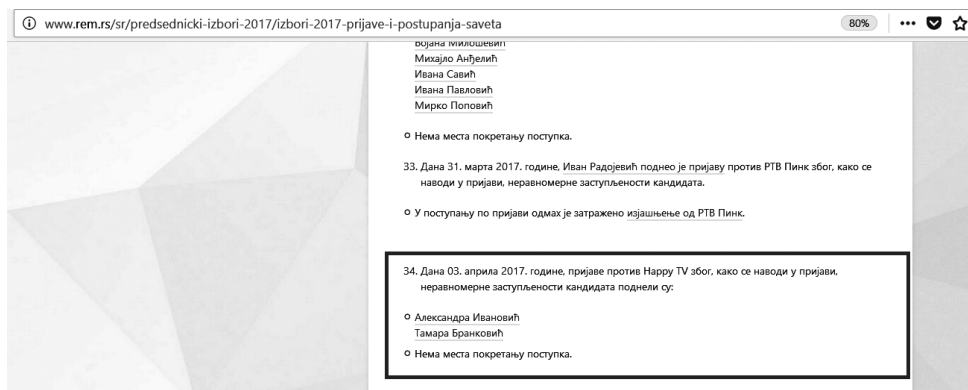 www.rem.rs/sr/predsednicki-izbori-2017/izbori-2017-prijave-i-postupanja-saveta
80%
Бојана Милошевић
Михајло Анђелић
Ивана Савић
Ивана Павловић
Мирко Поповић
Нема места покретању поступка.
33. Дана 31. марта 2017. године, Иван Радојевић поднео је пријаву против РТВ Пинк због, како се
наводи у пријави, неравномерне заступљености кандидата.
У поступању по пријави одмах је затражено изјашњење од РТВ Пинк.
34. Дана 03. априла 2017. године, пријаве против Happy TV због, како се наводи у пријави,
неравномерне заступљености кандидата поднели су:
Александра Ивановић
Тамара Бранковић
Нема места покретању поступка.